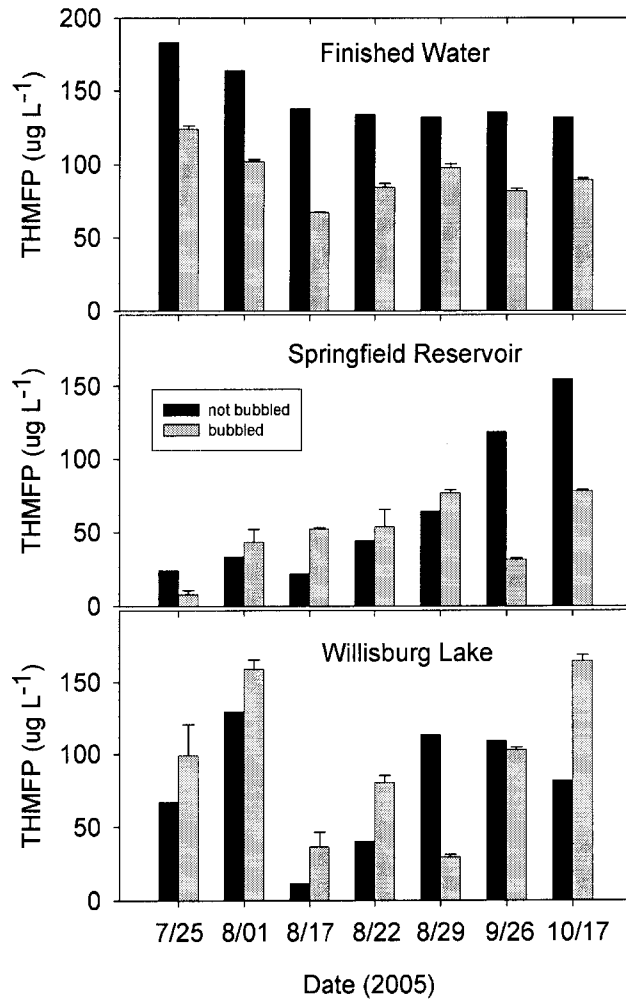 Finished Water
THMFP (ug L⁻¹)
200
150
100
50
0
Springfield Reservoir
not bubbled
bubbled
THMFP (ug L⁻¹)
150
100
50
0
Willisburg Lake
THMFP (ug L⁻¹)
150
100
50
0
7/25 8/01 8/17 8/22 8/29 9/26 10/17
Date (2005)